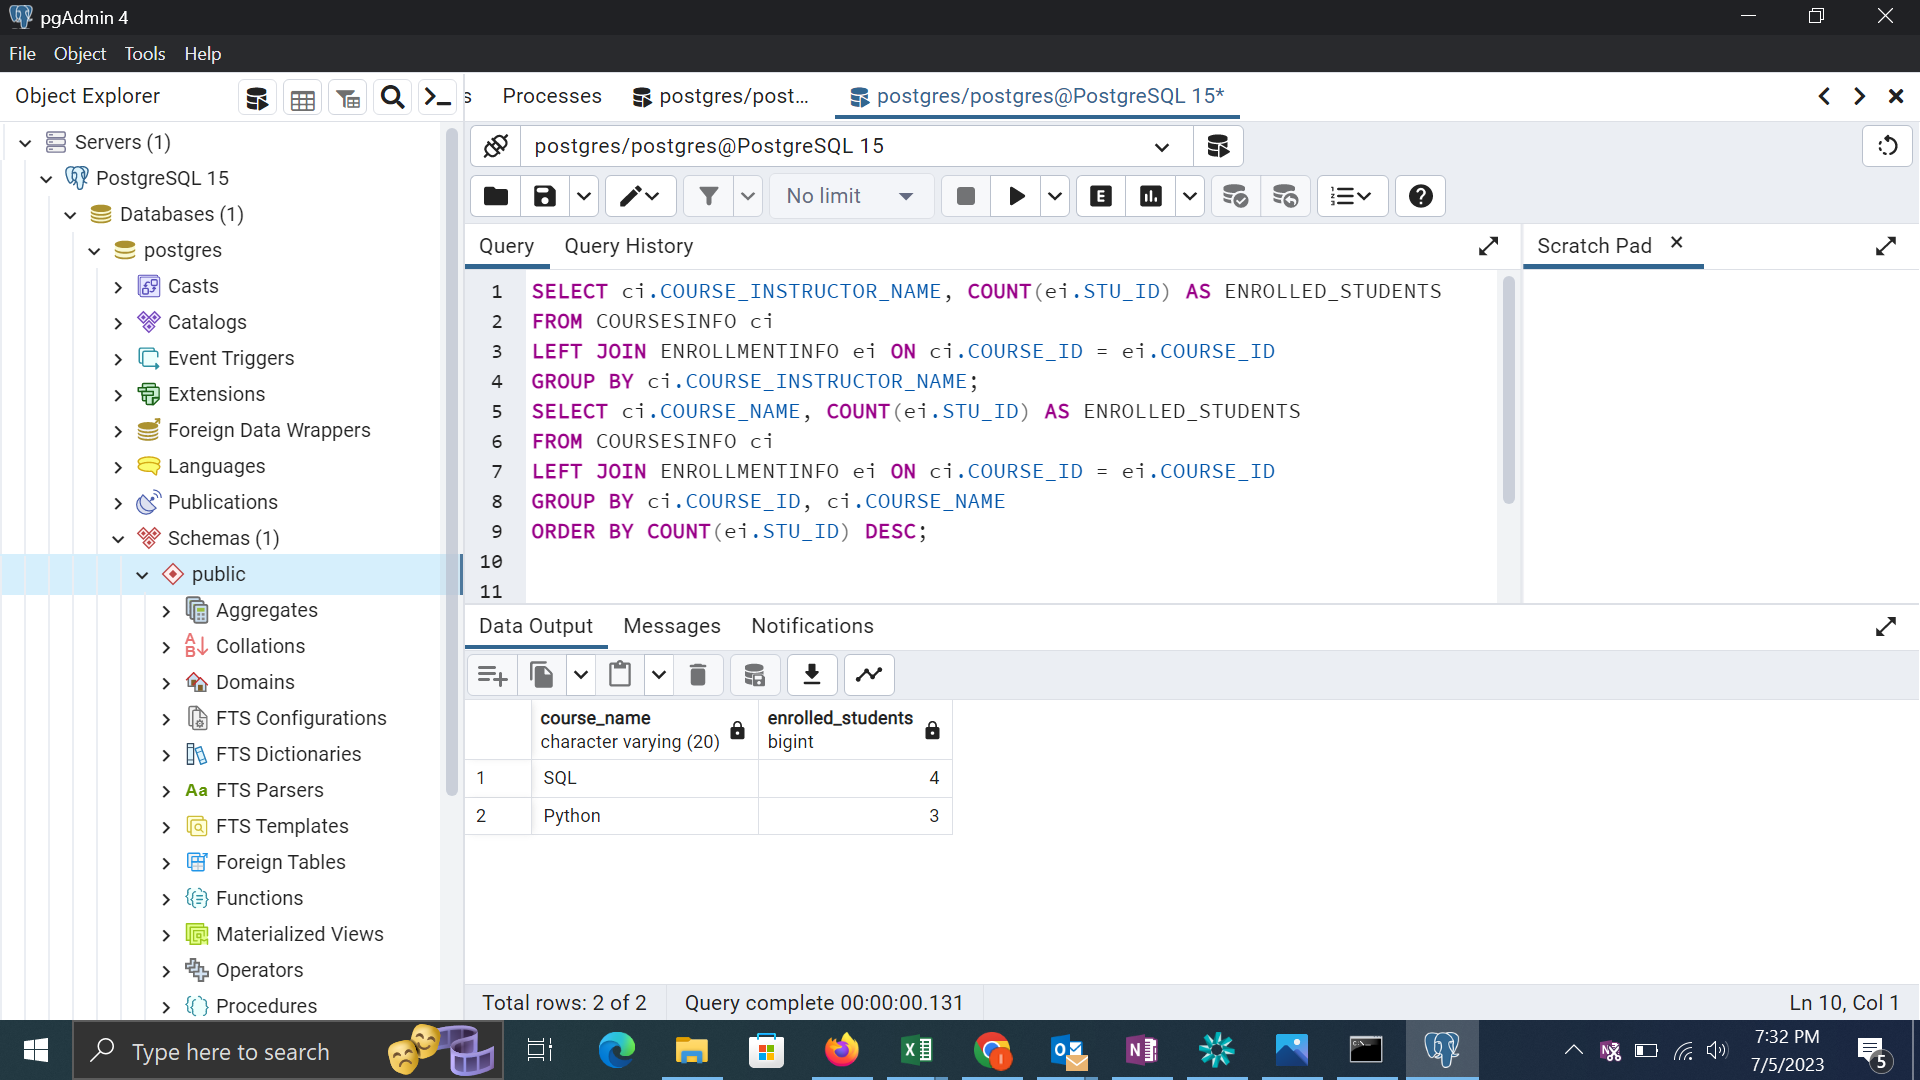 pgAdmin 4
File Object Tools Help
Object Explorer
s Processes postgres/post... postgres/postgres@PostgreSQL 15*
Servers (1)
PostgreSQL 15
Databases (1)
postgres
Casts
Catalogs
Event Triggers
Extensions
Foreign Data Wrappers
Languages
Publications
Schemas (1)
public
Aggregates
Collations
Domains
FTS Configurations
FTS Dictionaries
Aa FTS Parsers
FTS Templates
Foreign Tables
Functions
Materialized Views
Operators
Procedures
postgres/postgres@PostgreSQL 15
No limit
E
Query Query History
Scratch Pad
1 SELECT ci.COURSE_INSTRUCTOR_NAME, COUNT(ei.STU_ID) AS ENROLLED_STUDENTS
2 FROM COURSESINFO ci
3 LEFT JOIN ENROLLMENTINFO ei ON ci.COURSE_ID = ei.COURSE_ID
4 GROUP BY ci.COURSE_INSTRUCTOR_NAME;
5 SELECT ci.COURSE_NAME, COUNT(ei.STU_ID) AS ENROLLED_STUDENTS
6 FROM COURSESINFO ci
7 LEFT JOIN ENROLLMENTINFO ei ON ci.COURSE_ID = ei.COURSE_ID
8 GROUP BY ci.COURSE_ID, ci.COURSE_NAME
9 ORDER BY COUNT(ei.STU_ID) DESC;
10
11
Data Output Messages Notifications
course_name enrolled_students
character varying (20) bigint
1 SQL 4
2 Python 3
Total rows: 2 of 2 Query complete 00:00:00.131 Ln 10, Col 1
Type here to search
7:32 PM
7/5/2023
5